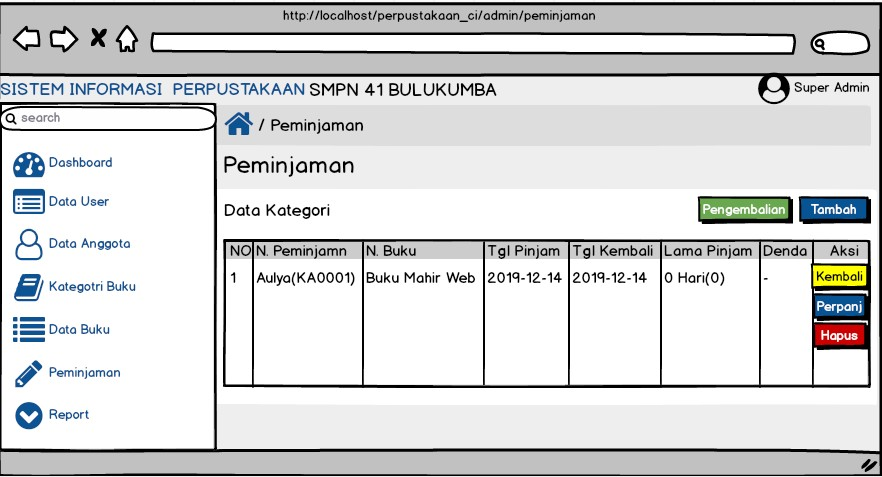 http://localhost/perpustakaan_ci/admin/peminjaman
SISTEM INFORMASI PERPUSTAKAAN SMPN 41 BULUKUMBA
Super Admin
search
/ Peminjaman
Dashboard
Data User
Data Anggota
Kategotri Buku
Data Buku
Peminjaman
Report
Peminjaman
Data Kategori
Pengembalian
Tambah
NO N. Peminjamn N. Buku Tgl Pinjam Tgl Kembali Lama Pinjam Denda Aksi
1 Aulya(KA0001) Buku Mahir Web 2019-12-14 2019-12-14 0 Hari(0) - Kembali
Perpanj
Hapus